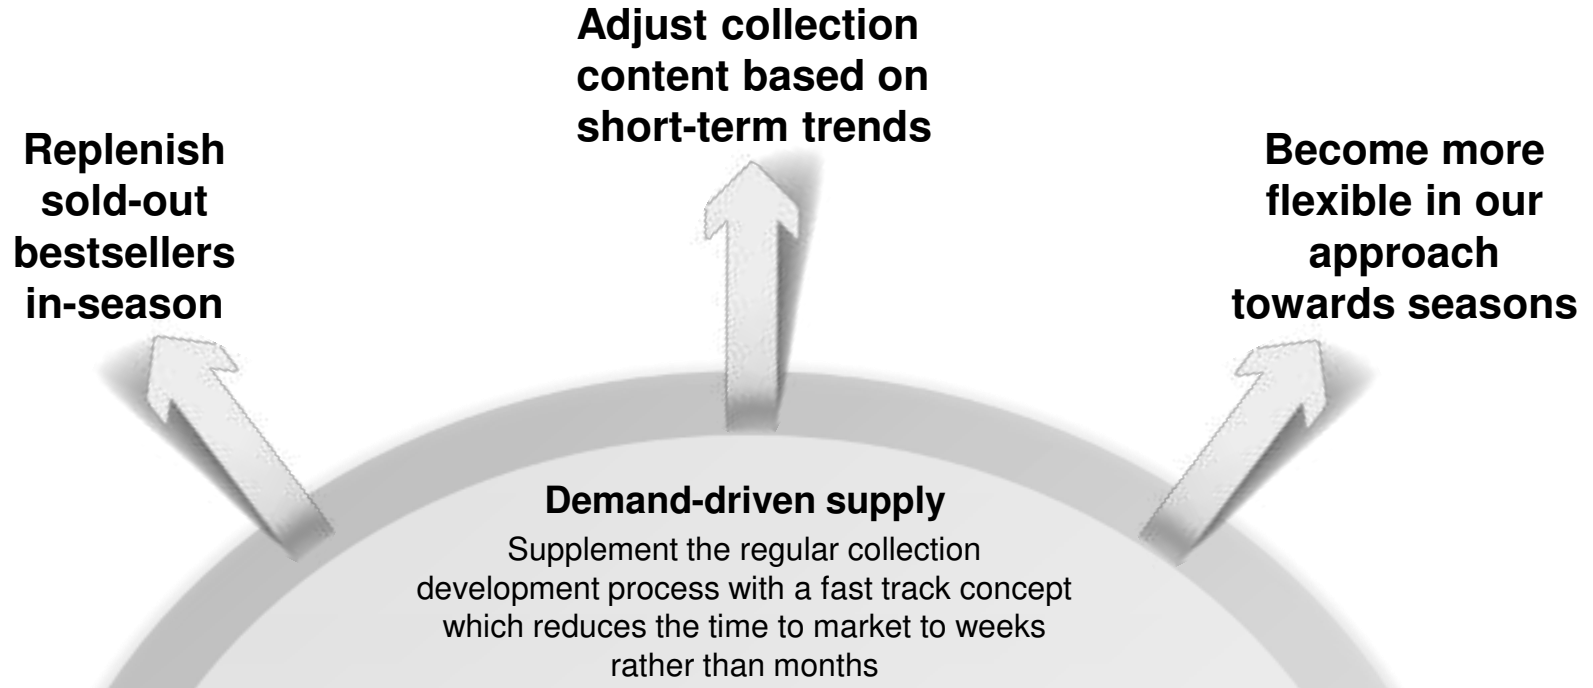 Adjust collection
content based on
short-term trends
Replenish
sold-out
bestsellers
in-season
Become more
flexible in our
approach
towards seasons
Demand-driven supply
Supplement the regular collection
development process with a fast track concept
which reduces the time to market to weeks
rather than months